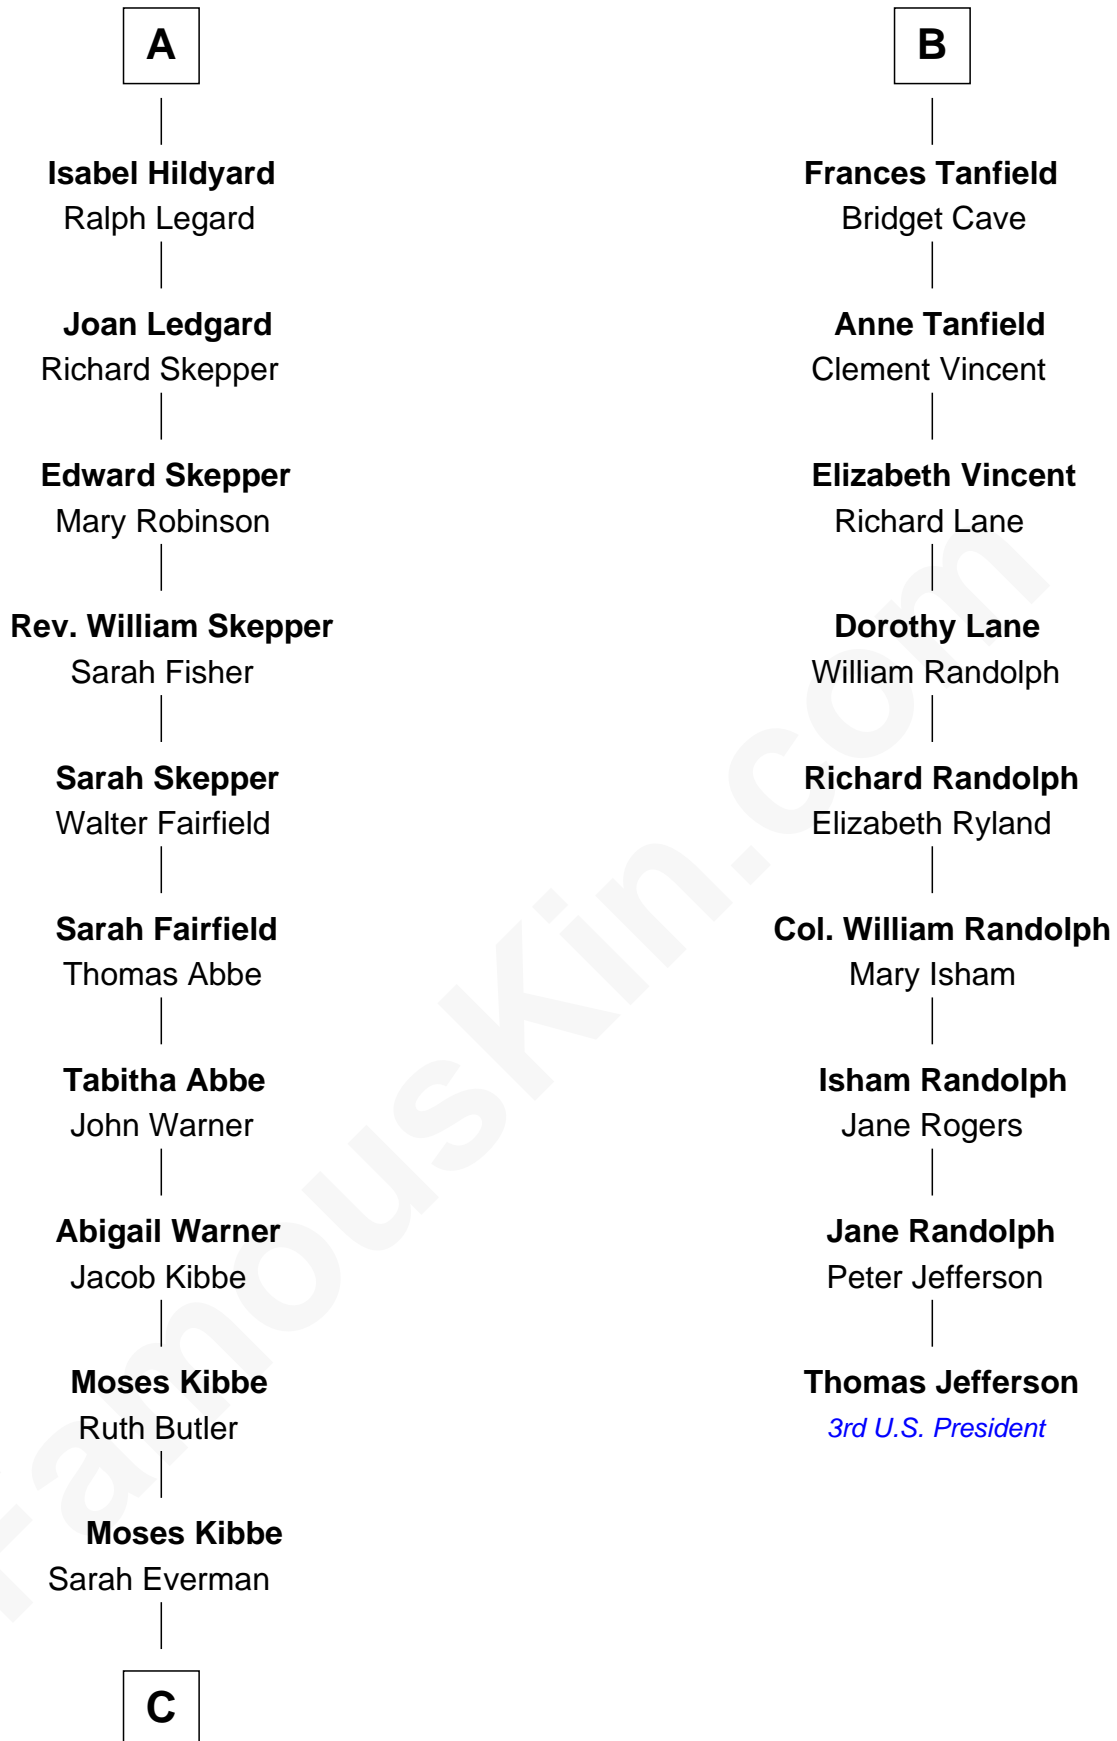 A
Isabel Hildyard
Ralph Legard
Joan Ledgard
Richard Skepper
Edward Skepper
Mary Robinson
Rev. William Skepper
Sarah Fisher
Sarah Skepper
Walter Fairfield
Sarah Fairfield
Thomas Abbe
Tabitha Abbe
John Warner
Abigail Warner
Jacob Kibbe
Moses Kibbe
Ruth Butler
Moses Kibbe
Sarah Everman
C
B
Frances Tanfield
Bridget Cave
Anne Tanfield
Clement Vincent
Elizabeth Vincent
Richard Lane
Dorothy Lane
William Randolph
Richard Randolph
Elizabeth Ryland
Col. William Randolph
Mary Isham
Isham Randolph
Jane Rogers
Jane Randolph
Peter Jefferson
Thomas Jefferson
3rd U.S. President
FamousKin.com